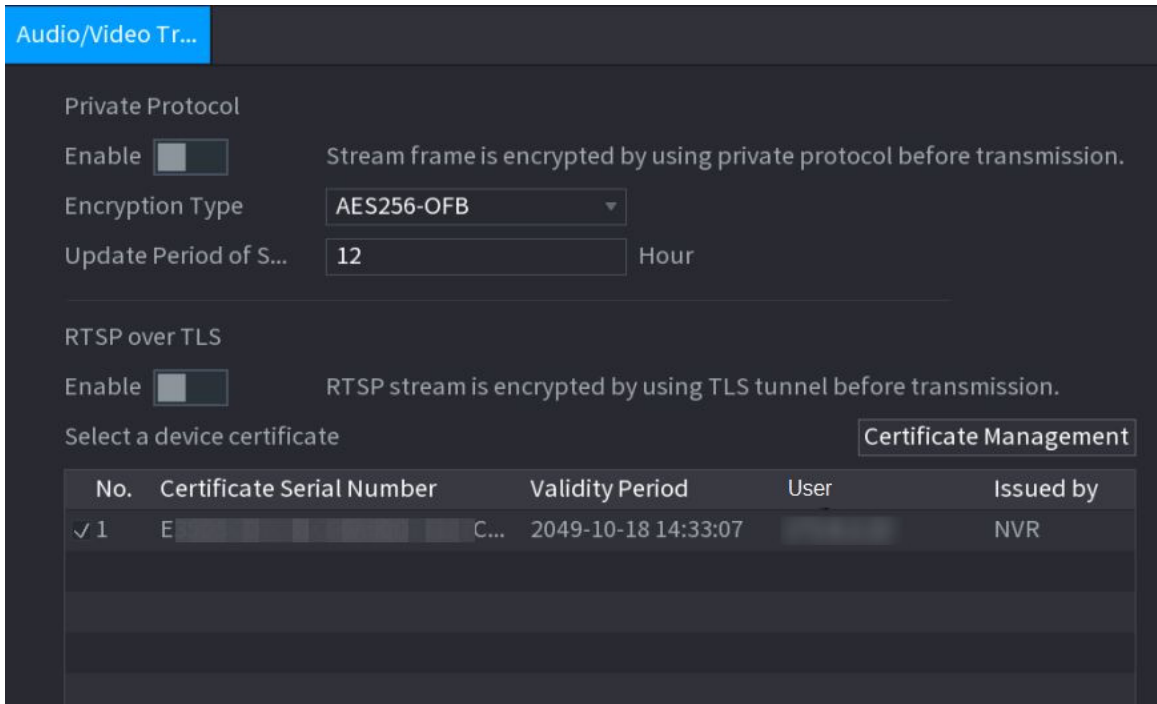 Audio/Video Tr...
Private Protocol
Enable Stream frame is encrypted by using private protocol before transmission.
Encryption Type AES256-OFB
Update Period of S... 12 Hour
RTSP over TLS
Enable RTSP stream is encrypted by using TLS tunnel before transmission.
Select a device certificate Certificate Management
No. Certificate Serial Number Validity Period User Issued by
1 E C... 2049-10-18 14:33:07 NVR